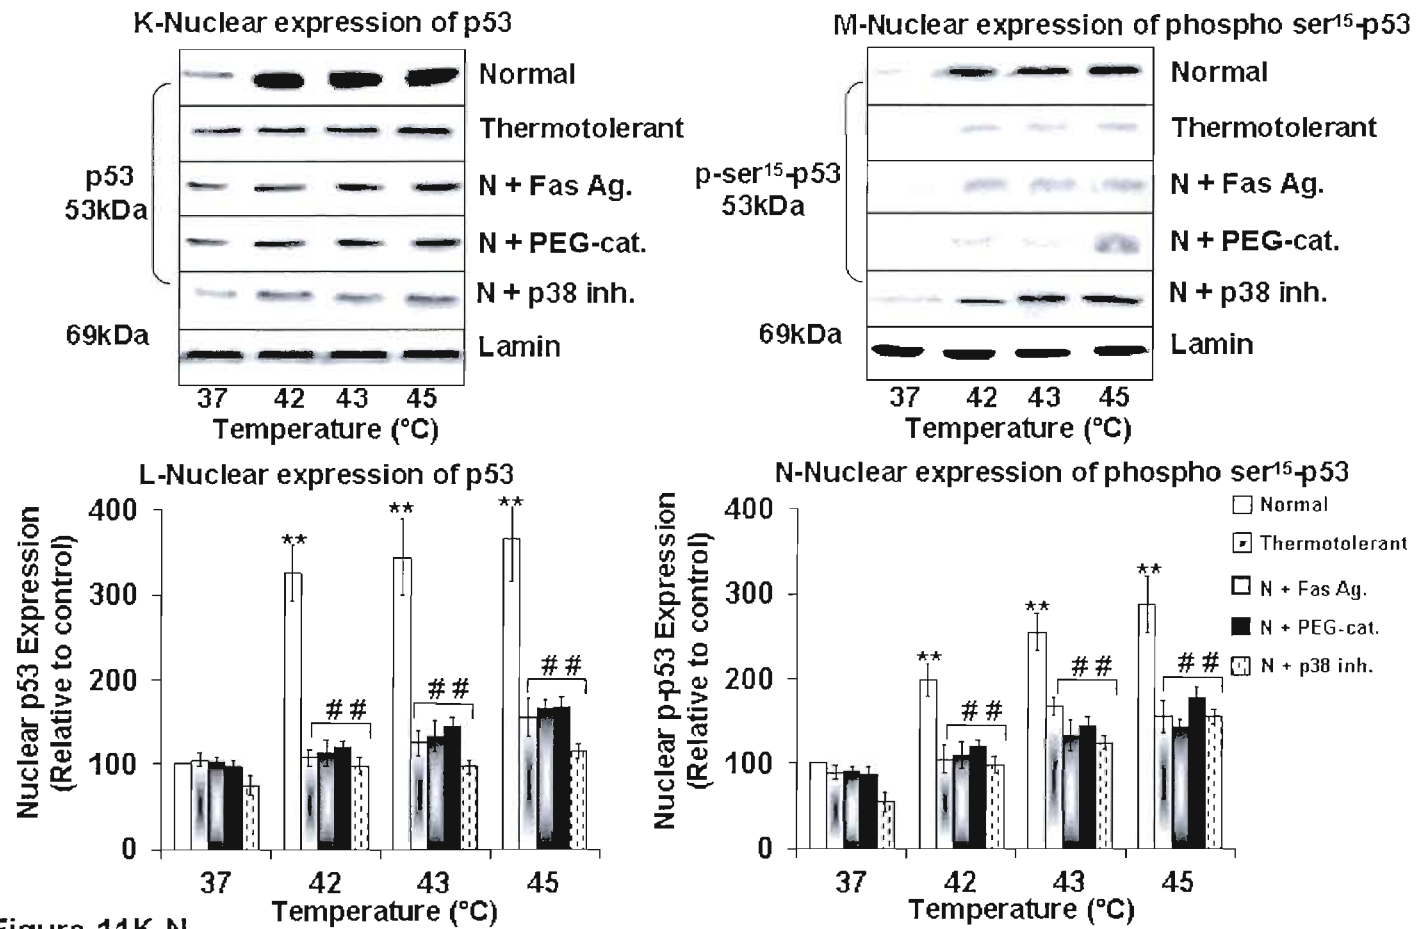 K-Nuclear expression of p53
Normal
Thermotolerant
p53
53kDa
N + Fas Ag.
N + PEG-cat.
N + p38 inh.
69kDa
Lamin
37 42 43 45
Temperature (°C)
M-Nuclear expression of phospho ser¹⁵-p53
Normal
Thermotolerant
p-ser¹⁵-p53
53kDa
N + Fas Ag.
N + PEG-cat.
N + p38 inh.
69kDa
Lamin
37 42 43 45
Temperature (°C)
L-Nuclear expression of p53
Nuclear p53 Expression
(Relative to control)
400
300
200
100
0
**
**
**
##
##
##
37 42 43 45
Temperature (°C)
N-Nuclear expression of phospho ser¹⁵-p53
Nuclear p-p53 Expression
(Relative to control)
400
300
200
100
0
**
**
**
##
##
##
Normal
Thermotolerant
N + Fas Ag.
N + PEG-cat.
N + p38 inh.
37 42 43 45
Temperature (°C)